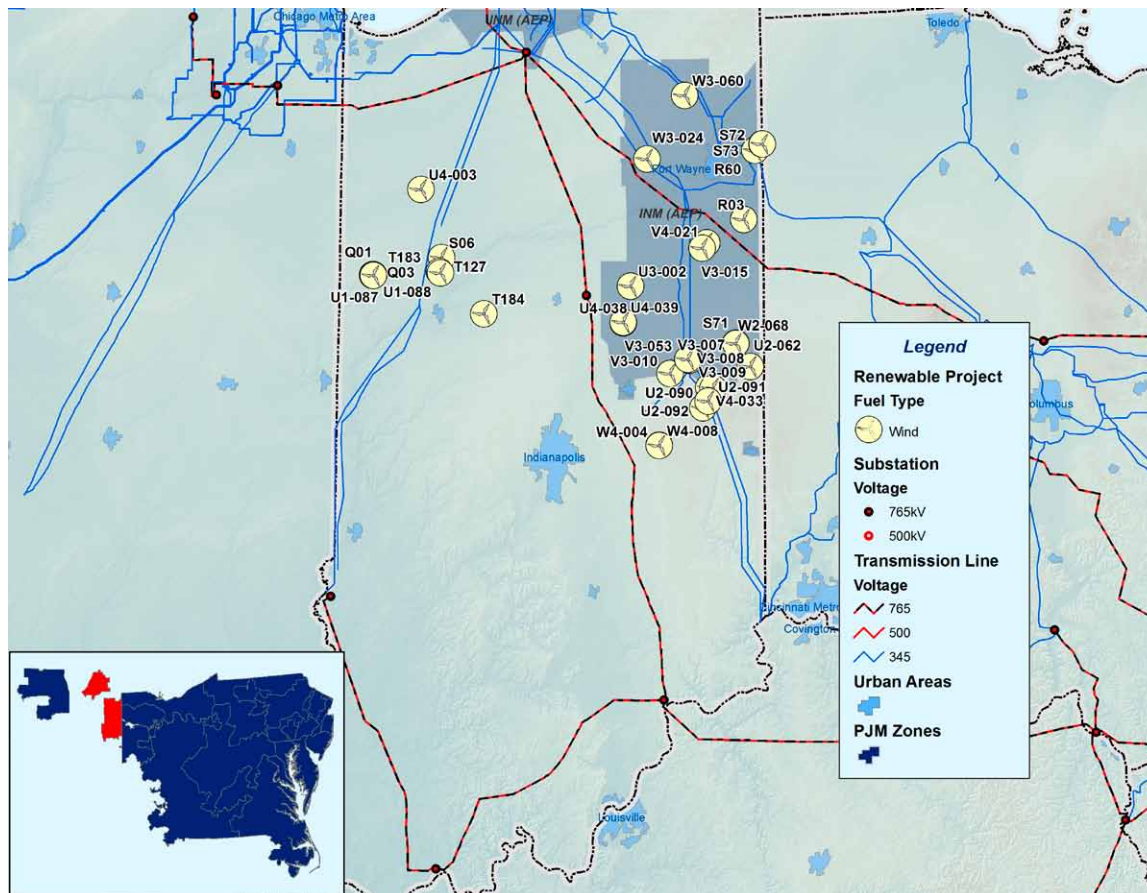 Chicago Metro Area
INM (AEP)
Toledo
W3-060
W3-024
S72
S73
R60
U4-003
R03
INM (AEP)
V4-021
V3-015
Q01
T183
S06
Q03
T127
U1-087
U1-088
T184
U3-002
U4-038
U4-039
S71
W2-068
V3-053
V3-007
U2-062
V3-010
V3-008
V3-009
U2-090
U2-091
U2-092
V4-033
W4-004
W4-008
Indianapolis
Cincinnati Metro
Covington
Louisville
Legend
Renewable Project
Fuel Type
Wind
Substation
Voltage
765kV
500kV
Transmission Line
Voltage
765
500
345
Urban Areas
PJM Zones